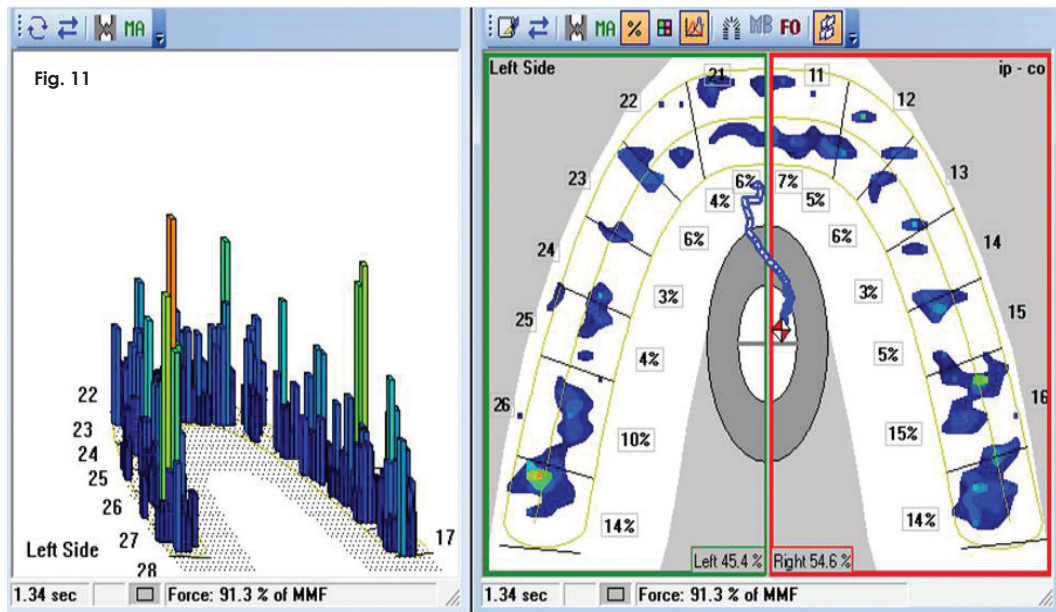 MA
Fig. 11
22
23
24
25
26
27
28
17
Left Side
1.34 sec
Force: 91.3 % of MMF
MA % MB FO
Left Side
ip - co
21
11
22
12
23
13
24
14
25
15
26
16
6%
7%
4%
5%
6%
6%
3%
3%
4%
5%
10%
15%
14%
14%
Left 45.4 %
Right 54.6 %
1.34 sec
Force: 91.3 % of MMF